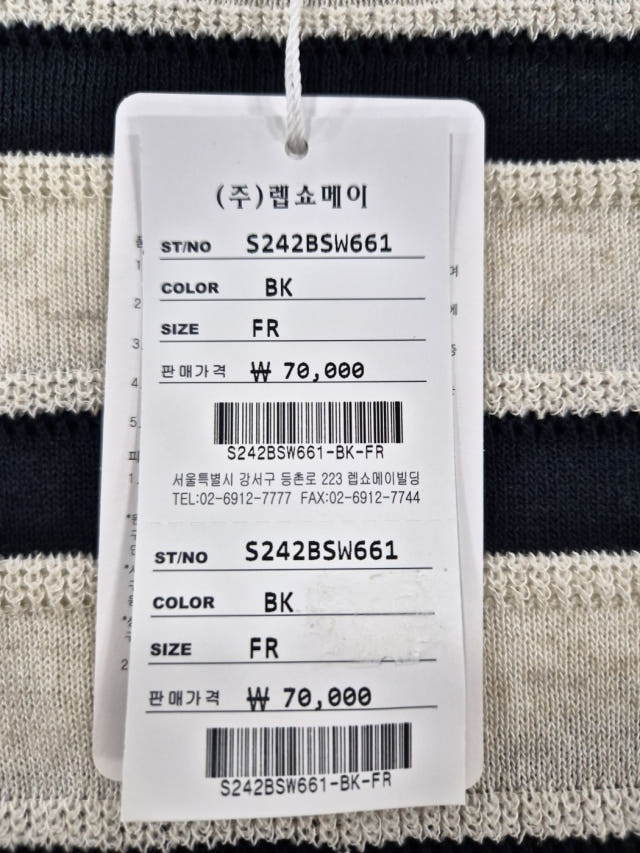 (주)렙쇼메이
ST/NO S242BSW661
COLOR BK
SIZE FR
판매가격 ₩ 70,000
S242BSW661-BK-FR
서울특별시 강서구 등촌로 223 렙쇼메이빌딩
TEL:02-6912-7777 FAX:02-6912-7744
ST/NO S242BSW661
COLOR BK
SIZE FR
판매가격 ₩ 70,000
S242BSW661-BK-FR